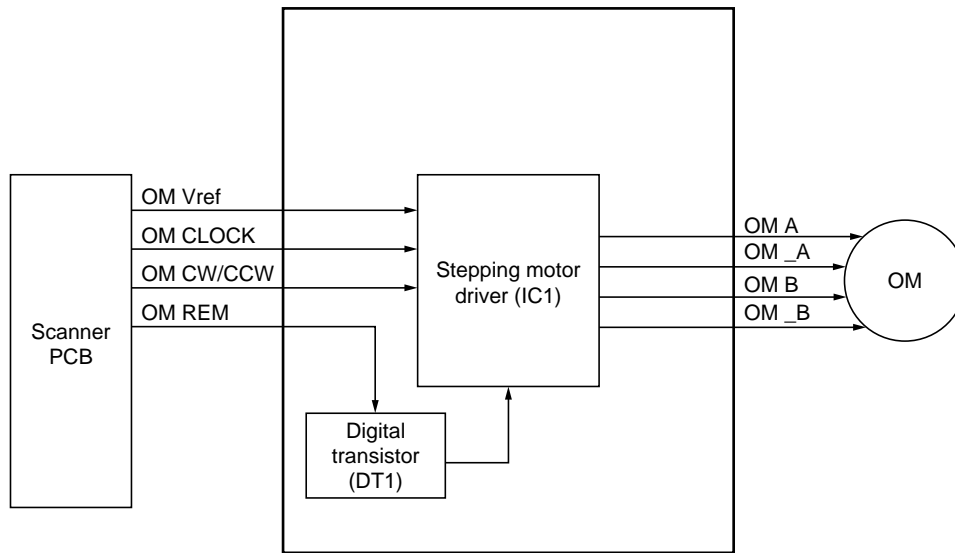 OM Vref
OM CLOCK
OM CW/CCW
OM REM
Scanner
PCB
Stepping motor
driver (IC1)
Digital
transistor
(DT1)
OM A
OM _A
OM B
OM _B
OM